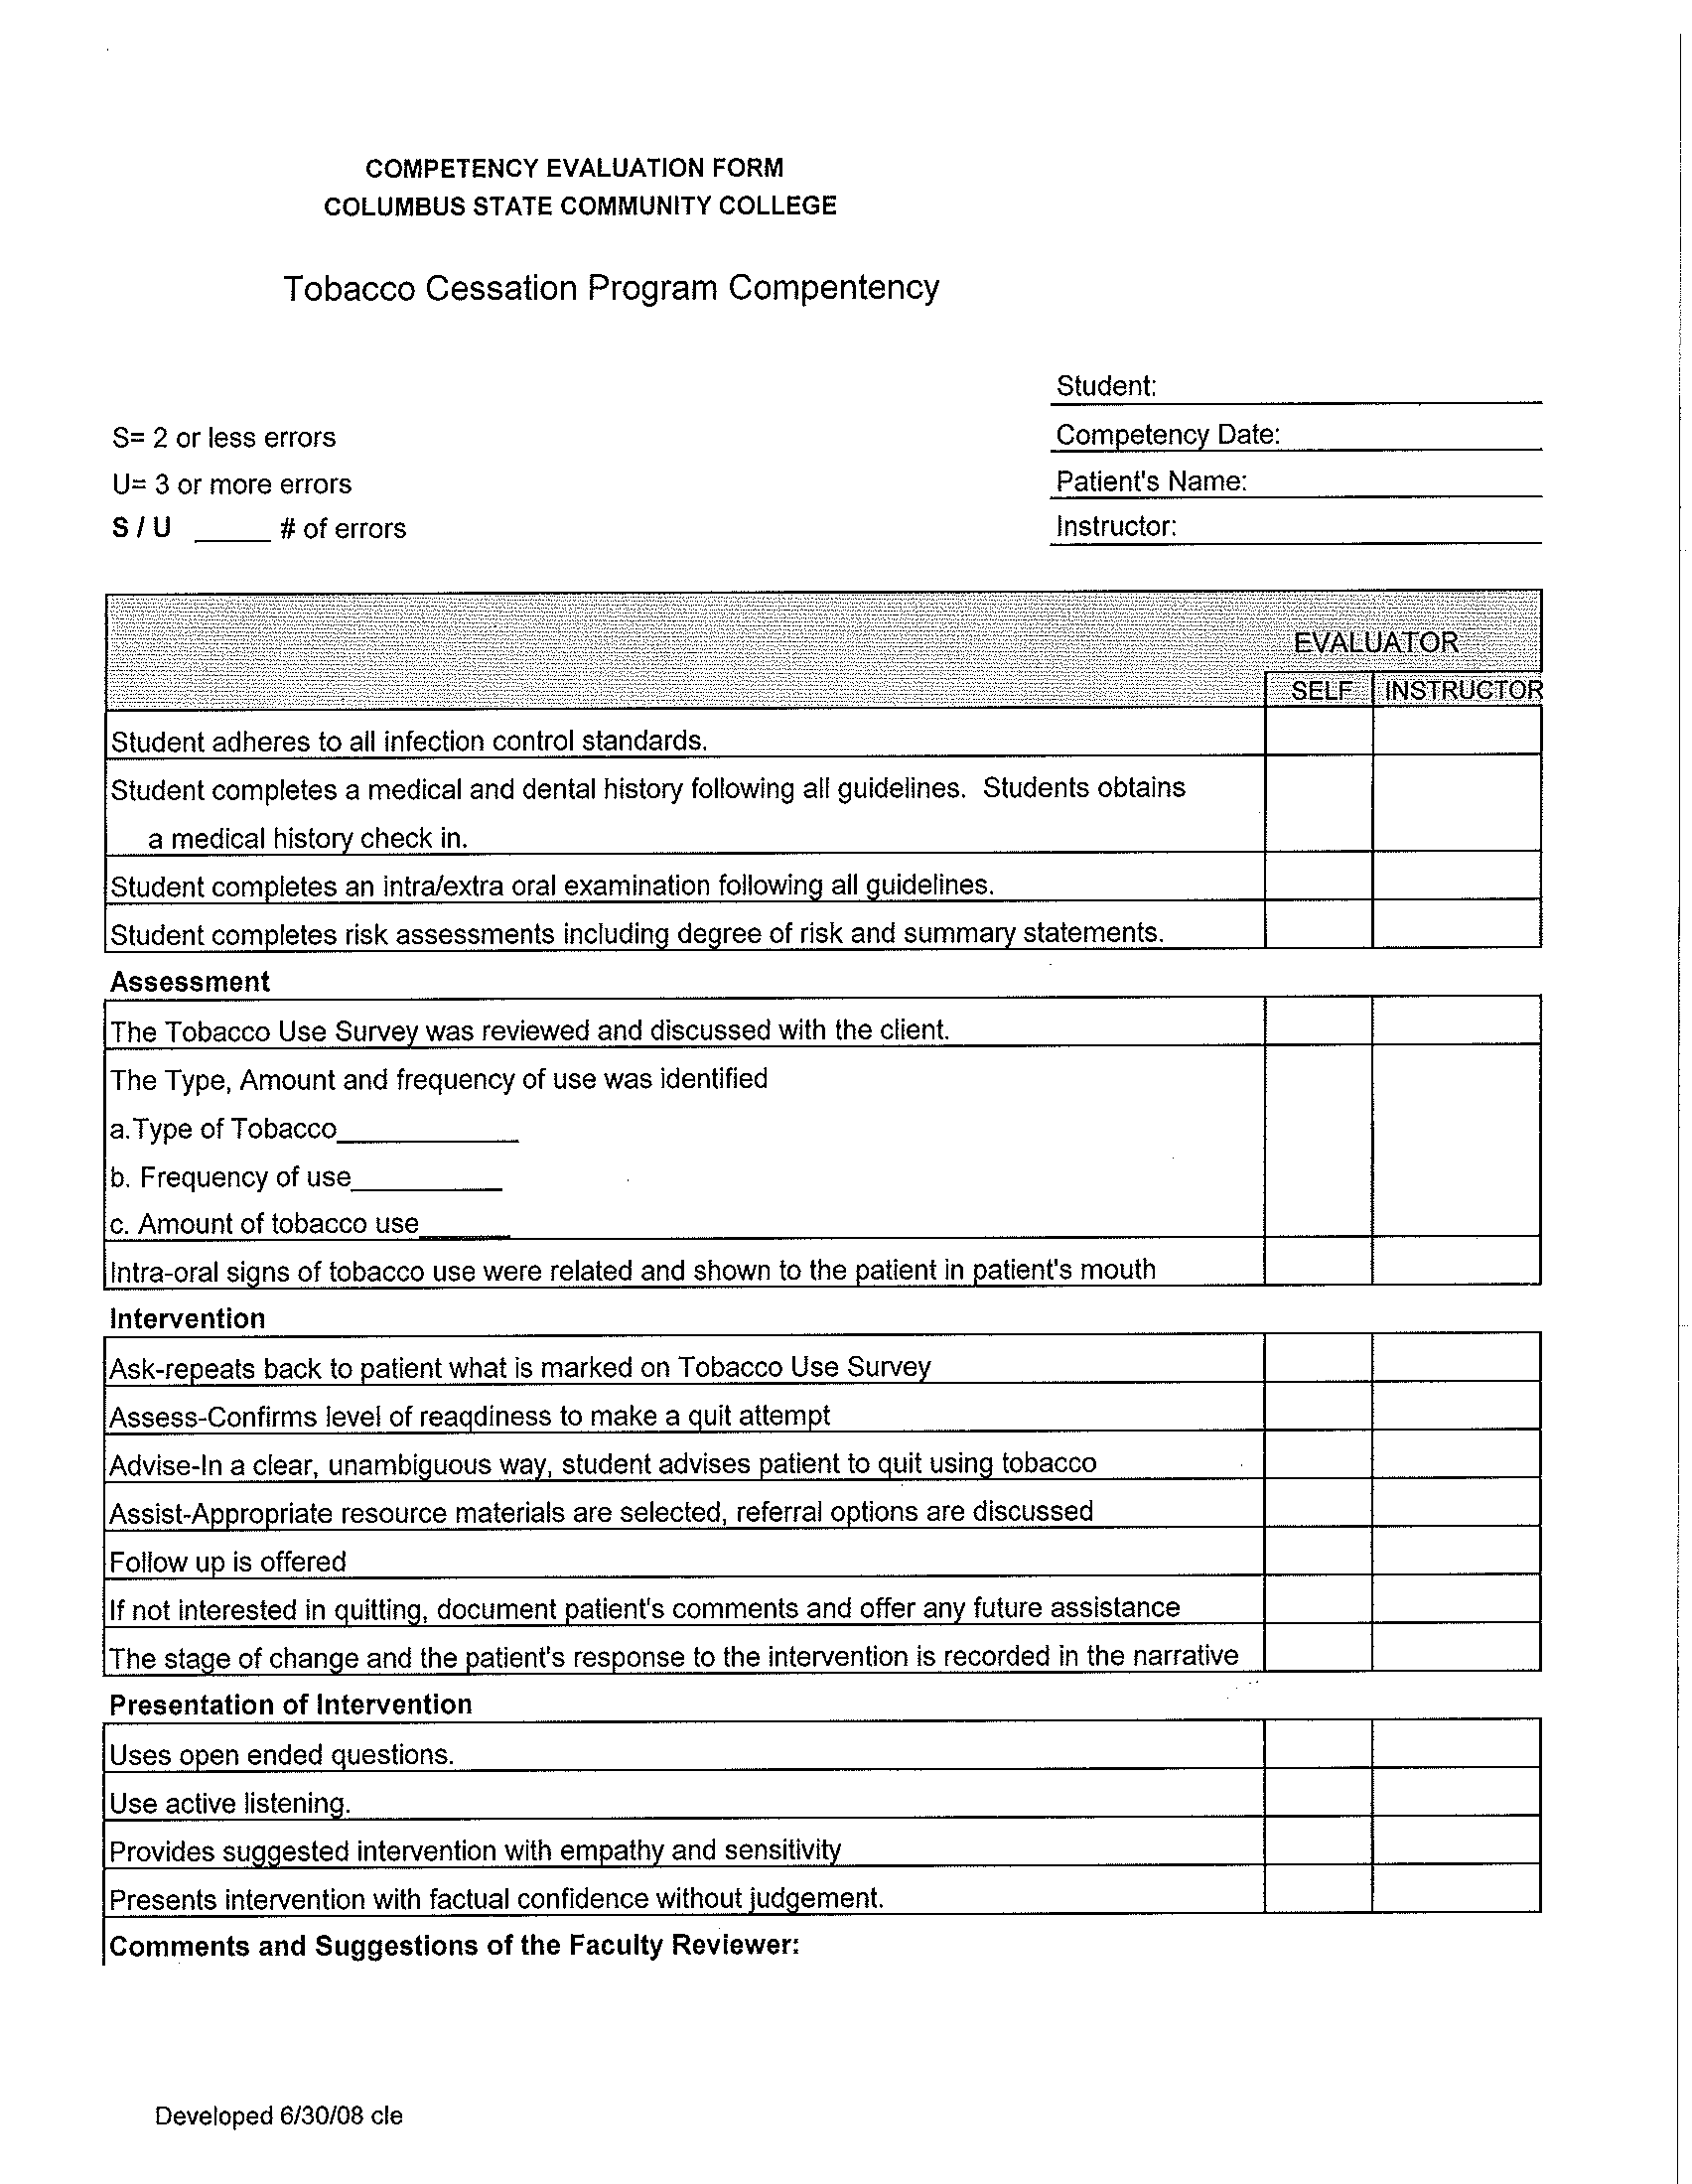 COMPETENCY EVALUATION FORM
COLUMBUS STATE COMMUNITY COLLEGE
Tobacco Cessation Program Compentency
Student:
S= 2 or less errors
Competency Date:
U= 3 or more errors
Patient's Name:
S / U _____ # of errors
Instructor:
EVALUATOR
SELF INSTRUCTOR
Student adheres to all infection control standards.
Student completes a medical and dental history following all guidelines. Students obtains
a medical history check in.
Student completes an intra/extra oral examination following all guidelines.
Student completes risk assessments including degree of risk and summary statements.
Assessment
The Tobacco Use Survey was reviewed and discussed with the client.
The Type, Amount and frequency of use was identified
a.Type of Tobacco____________
b. Frequency of use__________
c. Amount of tobacco use______
Intra-oral signs of tobacco use were related and shown to the patient in patient's mouth
Intervention
Ask-repeats back to patient what is marked on Tobacco Use Survey
Assess-Confirms level of reaqdiness to make a quit attempt
Advise-In a clear, unambiguous way, student advises patient to quit using tobacco
Assist-Appropriate resource materials are selected, referral options are discussed
Follow up is offered
If not interested in quitting, document patient's comments and offer any future assistance
The stage of change and the patient's response to the intervention is recorded in the narrative
Presentation of Intervention
Uses open ended questions.
Use active listening.
Provides suggested intervention with empathy and sensitivity
Presents intervention with factual confidence without judgement.
Comments and Suggestions of the Faculty Reviewer:
Developed 6/30/08 cle